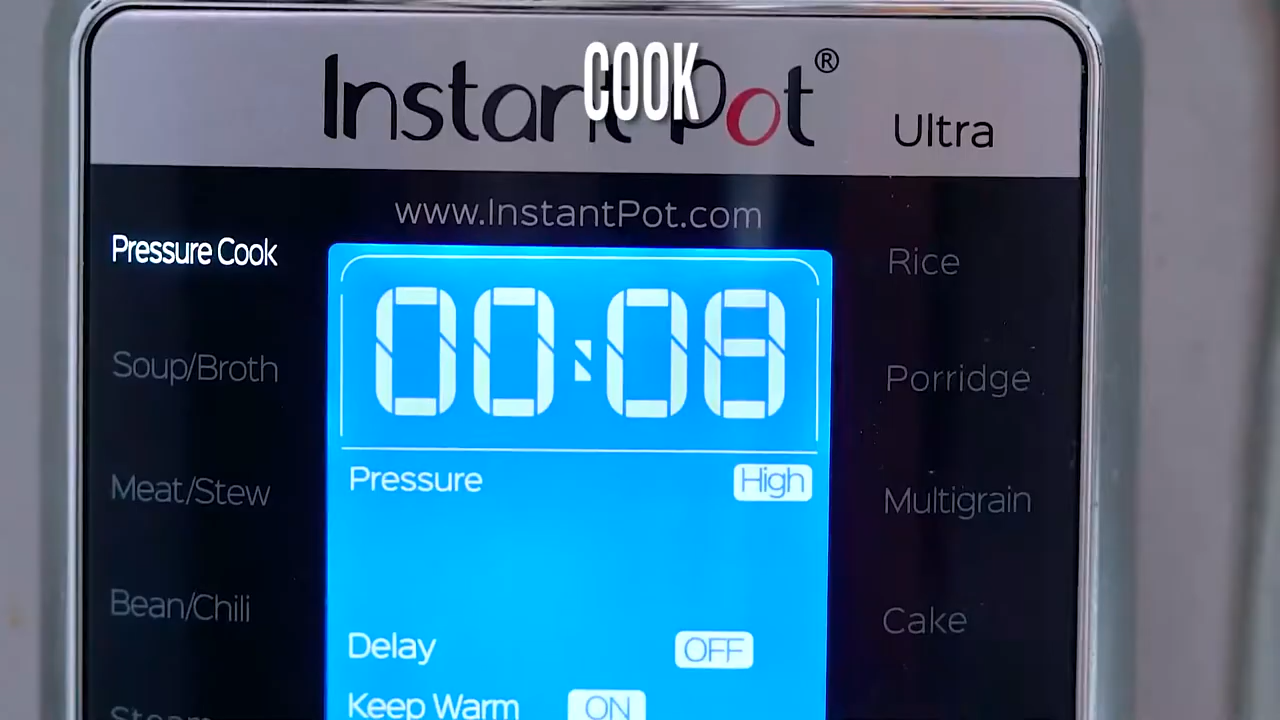 COOK
Instant Pot®
Ultra
www.InstantPot.com
Pressure Cook
Soup/Broth
Meat/Stew
Bean/Chili
Steam
00:08
Pressure High
Delay OFF
Keep Warm ON
Rice
Porridge
Multigrain
Cake